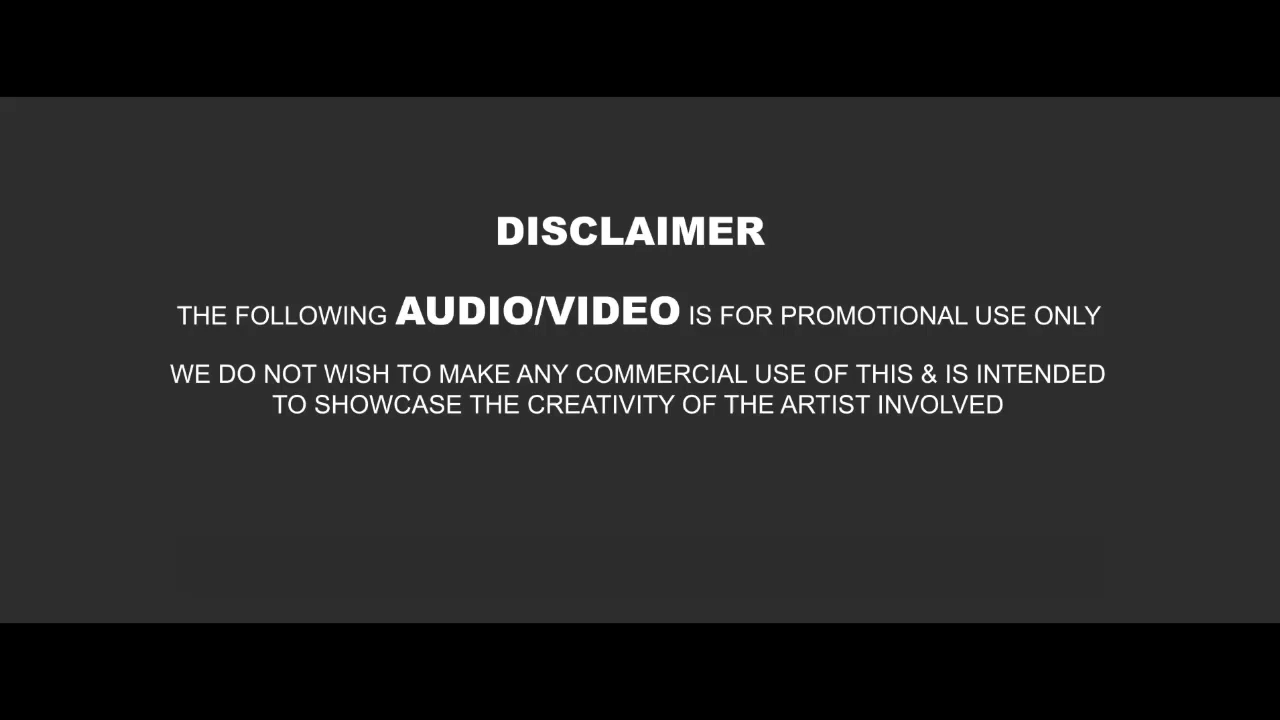 DISCLAIMER
THE FOLLOWING AUDIO/VIDEO IS FOR PROMOTIONAL USE ONLY
WE DO NOT WISH TO MAKE ANY COMMERCIAL USE OF THIS & IS INTENDED
TO SHOWCASE THE CREATIVITY OF THE ARTIST INVOLVED